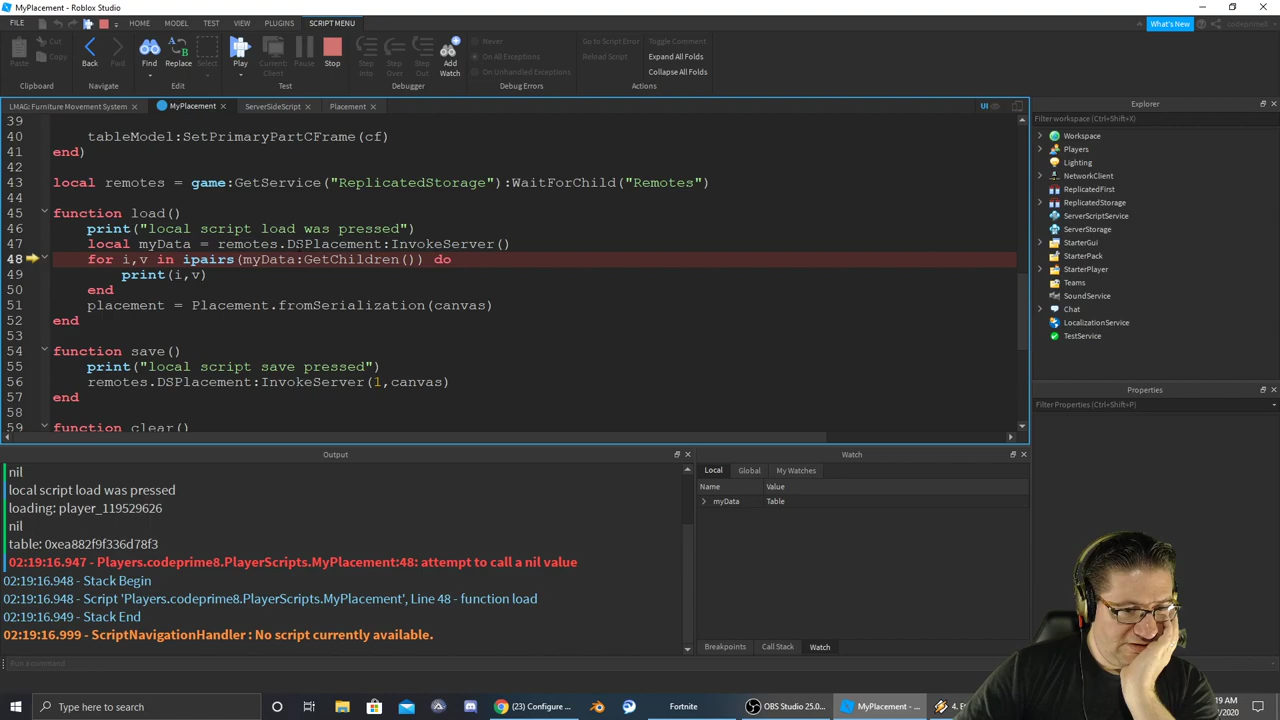 MyPlacement - Roblox Studio
FILE HOME MODEL TEST VIEW PLUGINS SCRIPT MENU What's New codeprime8
Paste Cut Copy Back Fwd Find Replace Select Play Current Client Pause Stop Step Into Step Over Step Out Add Watch Never On All Exceptions On Unhandled Exceptions Go to Script Error Reload Script Toggle Comment Expand All Folds Collapse All Folds
Clipboard Navigate Edit Test Debugger Debug Errors Actions
LMAG: Furniture Movement System MyPlacement ServerSideScript Placement UI
39
40 tableModel:SetPrimaryPartCFrame(cf)
41 end)
42
43 local remotes = game:GetService("ReplicatedStorage"):WaitForChild("Remotes")
44
45 function load()
46 print("local script load was pressed")
47 local myData = remotes.DSPlacement:InvokeServer()
48 for i,v in ipairs(myData:GetChildren()) do
49 print(i,v)
50 end
51 placement = Placement.fromSerialization(canvas)
52 end
53
54 function save()
55 print("local script save pressed")
56 remotes.DSPlacement:InvokeServer(1,canvas)
57 end
58
59 function clear()
Explorer
Filter workspace (Ctrl+Shift+X)
Workspace
Players
Lighting
NetworkClient
ReplicatedFirst
ReplicatedStorage
ServerScriptService
ServerStorage
StarterGui
StarterPack
StarterPlayer
Teams
SoundService
Chat
LocalizationService
TestService
Properties
Filter Properties (Ctrl+Shift+P)
Output
nil
local script load was pressed
loading: player_119529626
nil
table: 0xea882f9f336d78f3
02:19:16.947 - Players.codeprime8.PlayerScripts.MyPlacement:48: attempt to call a nil value
02:19:16.948 - Stack Begin
02:19:16.948 - Script 'Players.codeprime8.PlayerScripts.MyPlacement', Line 48 - function load
02:19:16.949 - Stack End
02:19:16.999 - ScriptNavigationHandler : No script currently available.
Run a command
Watch
Local Global My Watches
Name Value
myData Table
Breakpoints Call Stack Watch
Type here to search
(23) Configure ...
Fortnite
OBS Studio 25.0...
MyPlacement - ...
19 AM
/2020